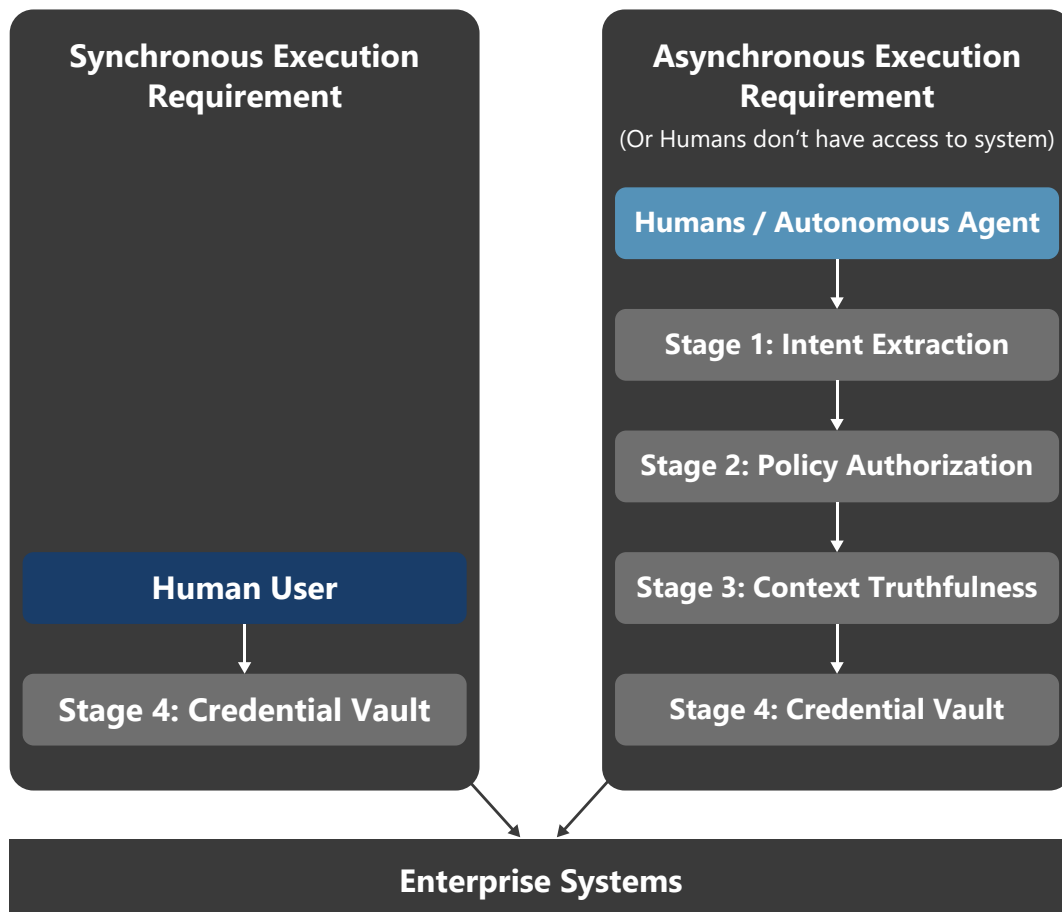 Synchronous Execution
Requirement
Human User
Stage 4: Credential Vault
Asynchronous Execution
Requirement
(Or Humans don’t have access to system)
Humans / Autonomous Agent
Stage 1: Intent Extraction
Stage 2: Policy Authorization
Stage 3: Context Truthfulness
Stage 4: Credential Vault
Enterprise Systems